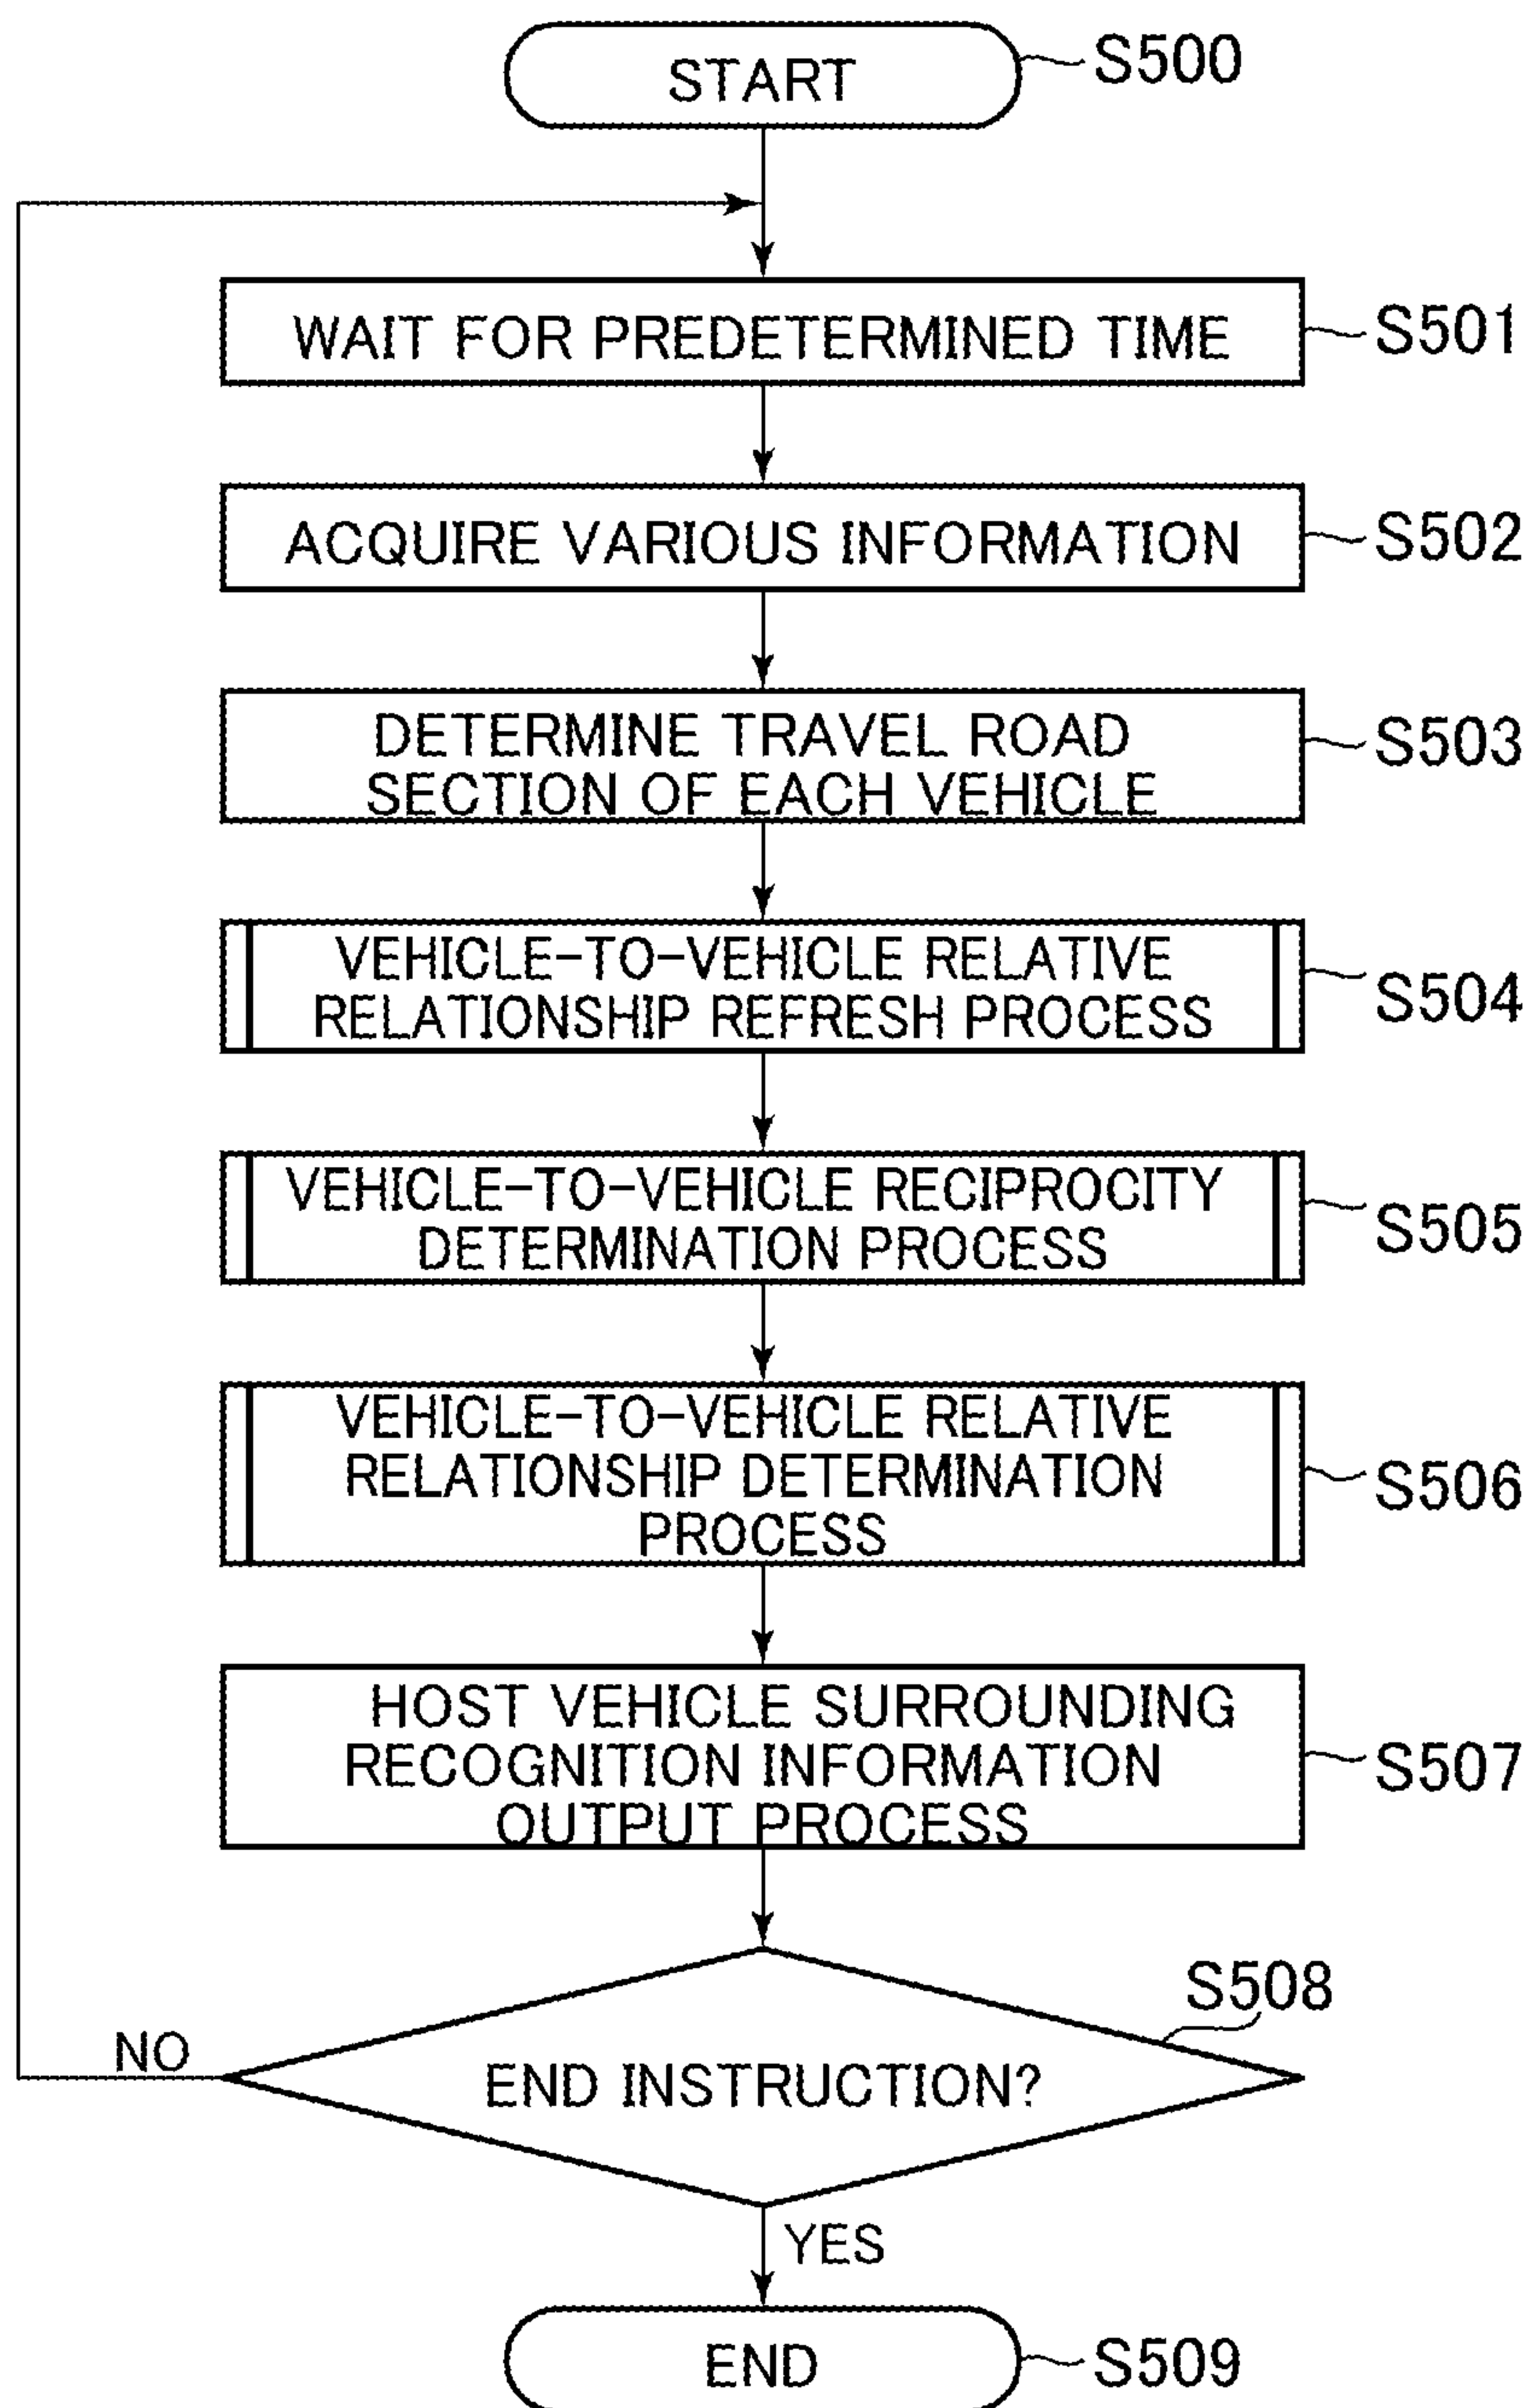 START
S500
WAIT FOR PREDETERMINED TIME
S501
ACQUIRE VARIOUS INFORMATION
S502
DETERMINE TRAVEL ROAD
SECTION OF EACH VEHICLE
S503
VEHICLE-TO-VEHICLE RELATIVE
RELATIONSHIP REFRESH PROCESS
S504
VEHICLE-TO-VEHICLE RECIPROCITY
DETERMINATION PROCESS
S505
VEHICLE-TO-VEHICLE RELATIVE
RELATIONSHIP DETERMINATION
PROCESS
S506
HOST VEHICLE SURROUNDING
RECOGNITION INFORMATION
OUTPUT PROCESS
S507
S508
NO
END INSTRUCTION?
YES
END
S509